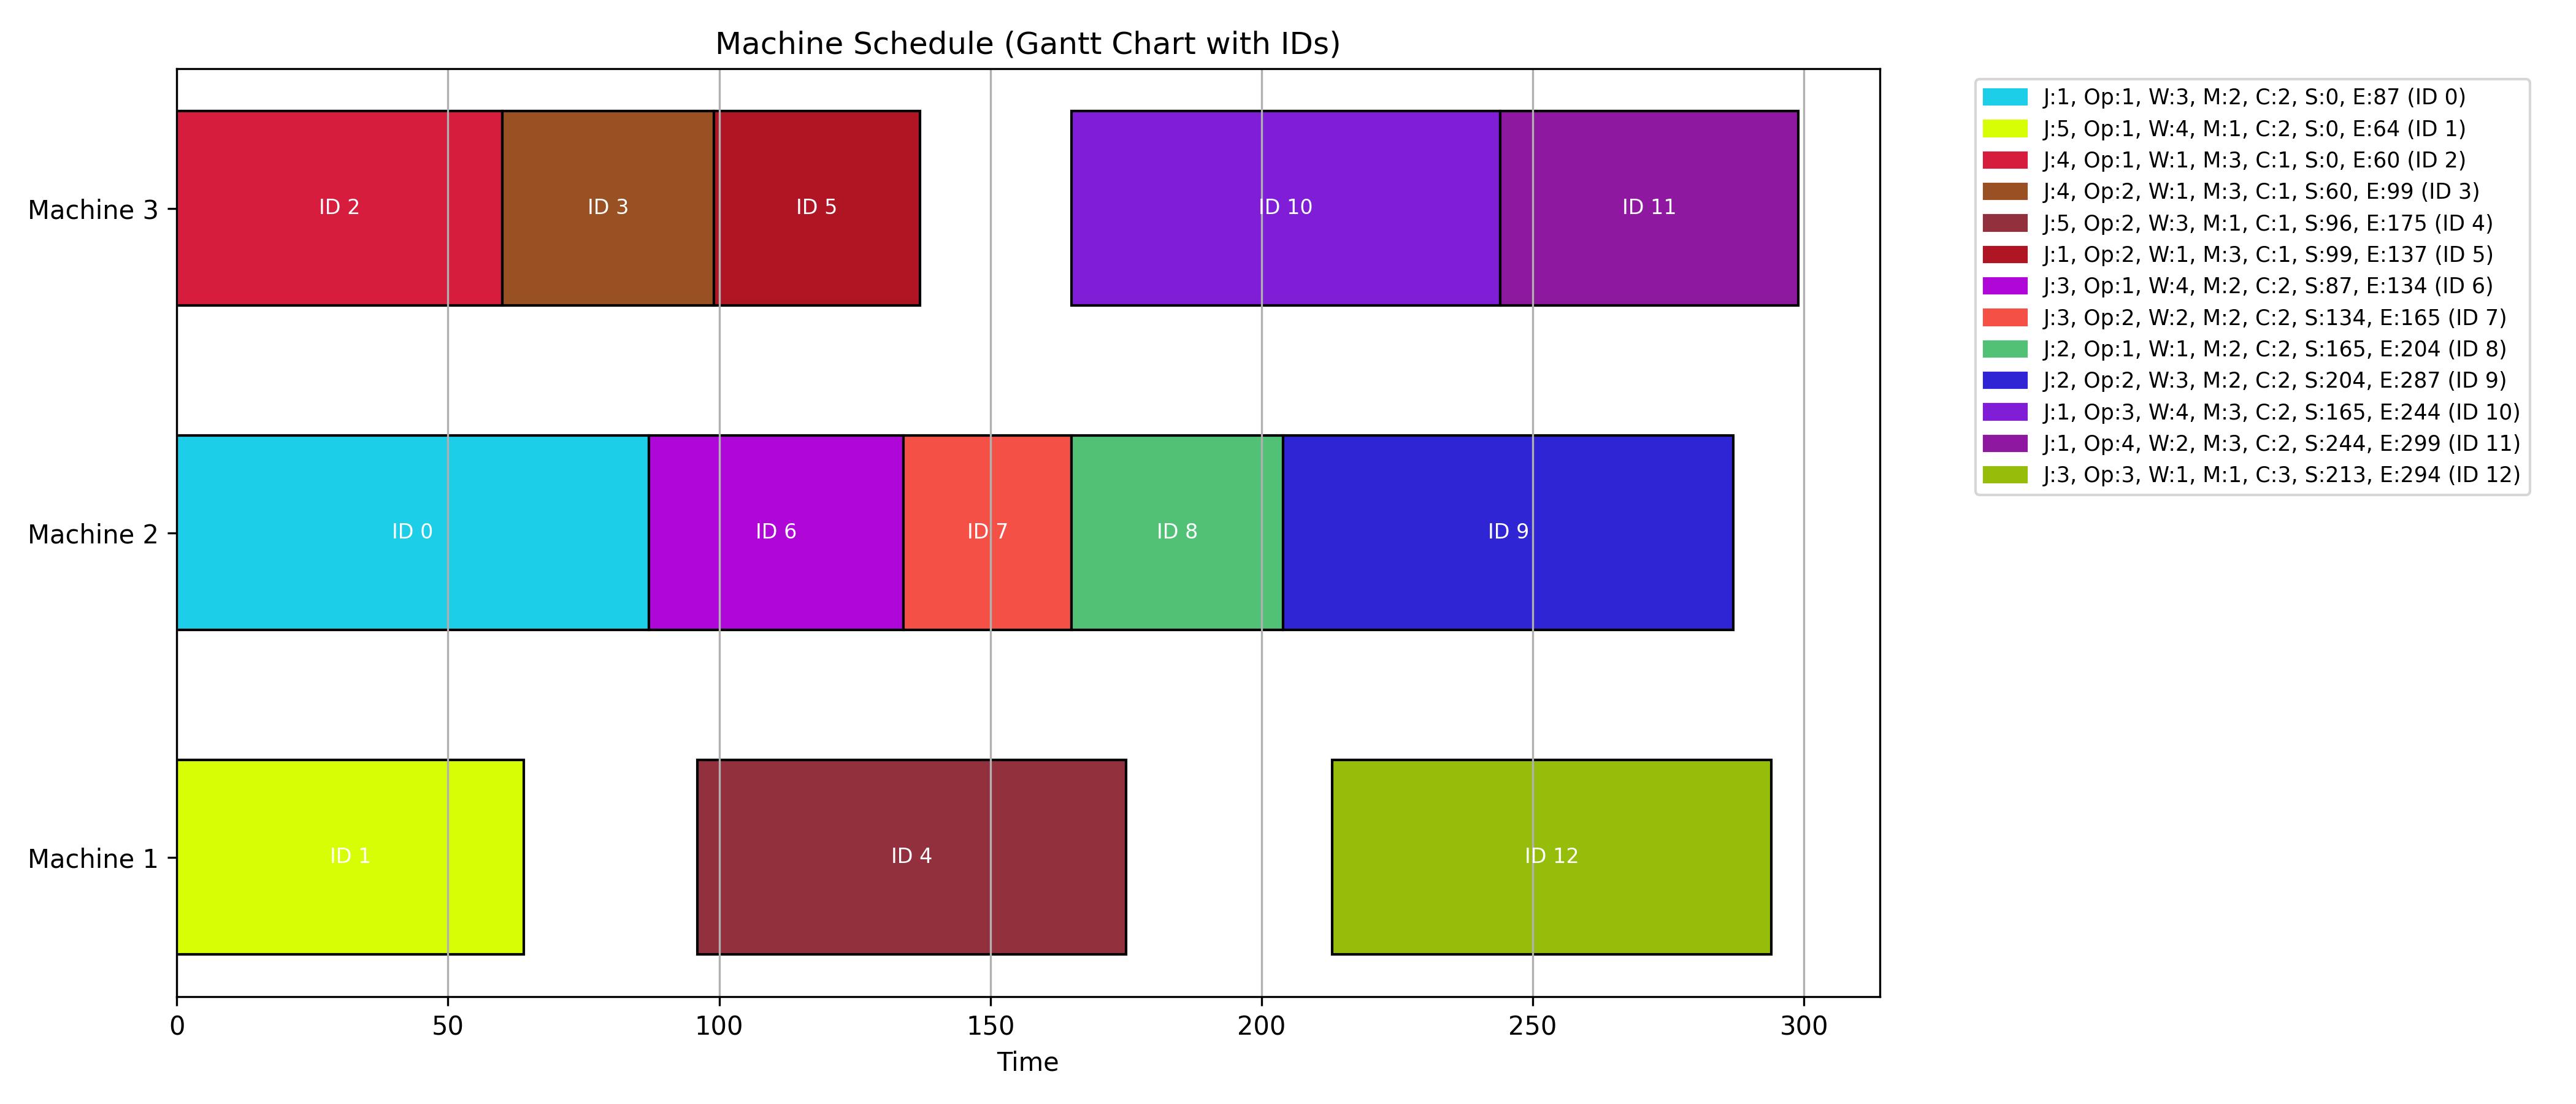 Machine Schedule (Gantt Chart with IDs)
Machine 3
ID 2
ID 3
ID 5
ID 10
ID 11
Machine 2
ID 0
ID 6
ID 7
ID 8
ID 9
Machine 1
ID 1
ID 4
ID 12
0 50 100 150 200 250 300
Time
J:1, Op:1, W:3, M:2, C:2, S:0, E:87 (ID 0)
J:5, Op:1, W:4, M:1, C:2, S:0, E:64 (ID 1)
J:4, Op:1, W:1, M:3, C:1, S:0, E:60 (ID 2)
J:4, Op:2, W:1, M:3, C:1, S:60, E:99 (ID 3)
J:5, Op:2, W:3, M:1, C:1, S:96, E:175 (ID 4)
J:1, Op:2, W:1, M:3, C:1, S:99, E:137 (ID 5)
J:3, Op:1, W:4, M:2, C:2, S:87, E:134 (ID 6)
J:3, Op:2, W:2, M:2, C:2, S:134, E:165 (ID 7)
J:2, Op:1, W:1, M:2, C:2, S:165, E:204 (ID 8)
J:2, Op:2, W:3, M:2, C:2, S:204, E:287 (ID 9)
J:1, Op:3, W:4, M:3, C:2, S:165, E:244 (ID 10)
J:1, Op:4, W:2, M:3, C:2, S:244, E:299 (ID 11)
J:3, Op:3, W:1, M:1, C:3, S:213, E:294 (ID 12)